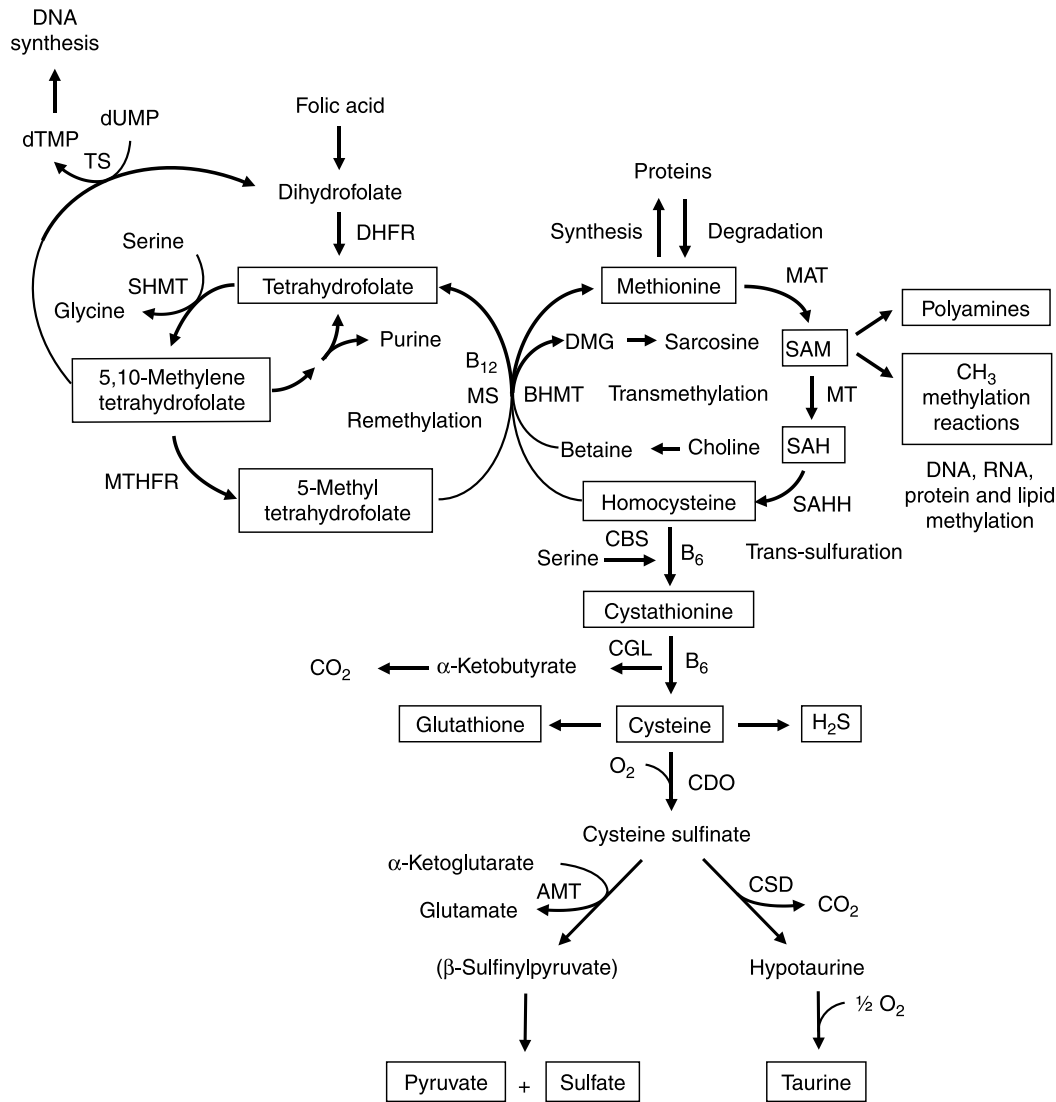 DNA
synthesis
dUMP
dTMP
TS
Folic acid
Dihydrofolate
DHFR
Serine
SHMT
Glycine
Tetrahydrofolate
Purine
5,10-Methylene
tetrahydrofolate
MTHFR
5-Methyl
tetrahydrofolate
Remethylation
B₁₂
MS
BHMT
Proteins
Synthesis
Degradation
Methionine
MAT
DMG
Sarcosine
SAM
Polyamines
CH₃
methylation
reactions
DNA, RNA,
protein and lipid
methylation
Transmethylation
MT
Betaine
Choline
SAH
SAHH
Homocysteine
CBS
Serine
B₆
Trans-sulfuration
Cystathionine
CGL
B₆
α-Ketobutyrate
CO₂
Glutathione
Cysteine
H₂S
O₂
CDO
Cysteine sulfinate
α-Ketoglutarate
AMT
Glutamate
CSD
CO₂
(β-Sulfinylpyruvate)
Hypotaurine
½ O₂
Pyruvate + Sulfate
Taurine